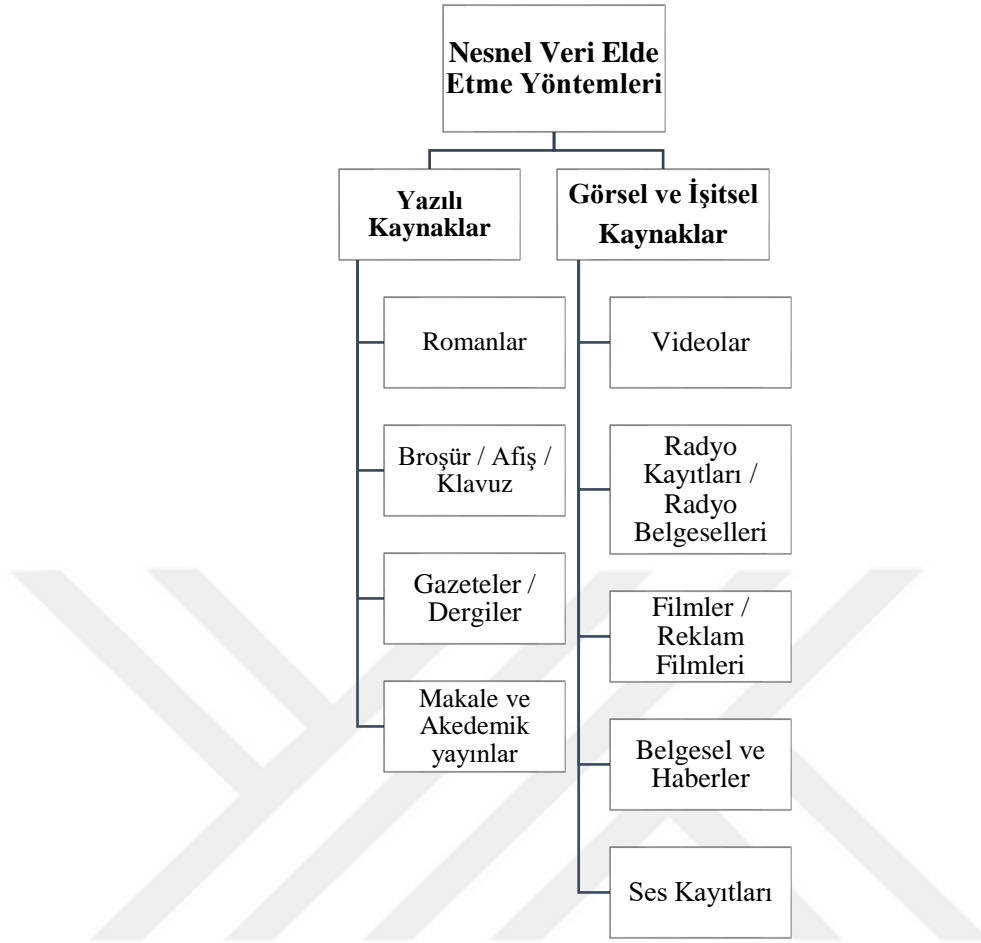 Nesnel Veri Elde
Etme Yöntemleri
Yazılı
Kaynaklar
Romanlar
Broşür / Afiş /
Klavuz
Gazeteler /
Dergiler
Makale ve
Akedemik
yayınlar
Görsel ve İşitsel
Kaynaklar
Videolar
Radyo
Kayıtları /
Radyo
Belgeselleri
Filmler /
Reklam
Filmleri
Belgesel ve
Haberler
Ses Kayıtları